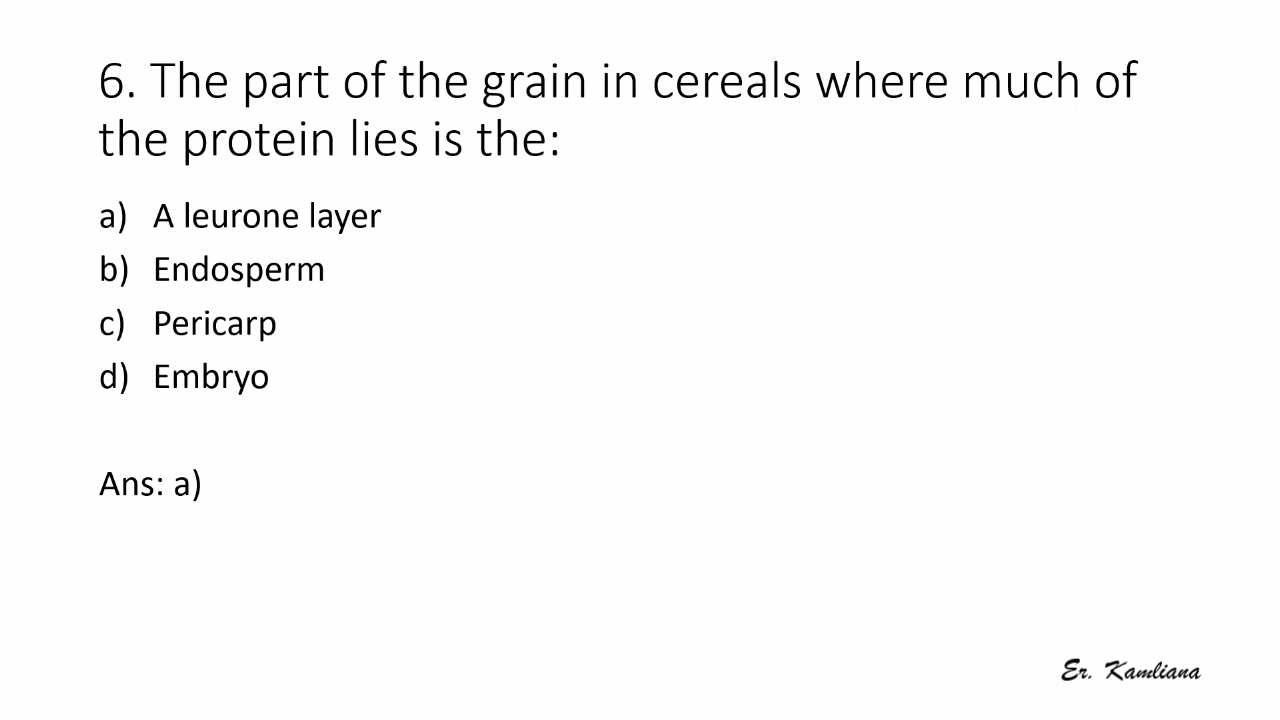 6. The part of the grain in cereals where much of
the protein lies is the:
a) A leurone layer
b) Endosperm
c) Pericarp
d) Embryo
Ans: a)
Er. Kamliana